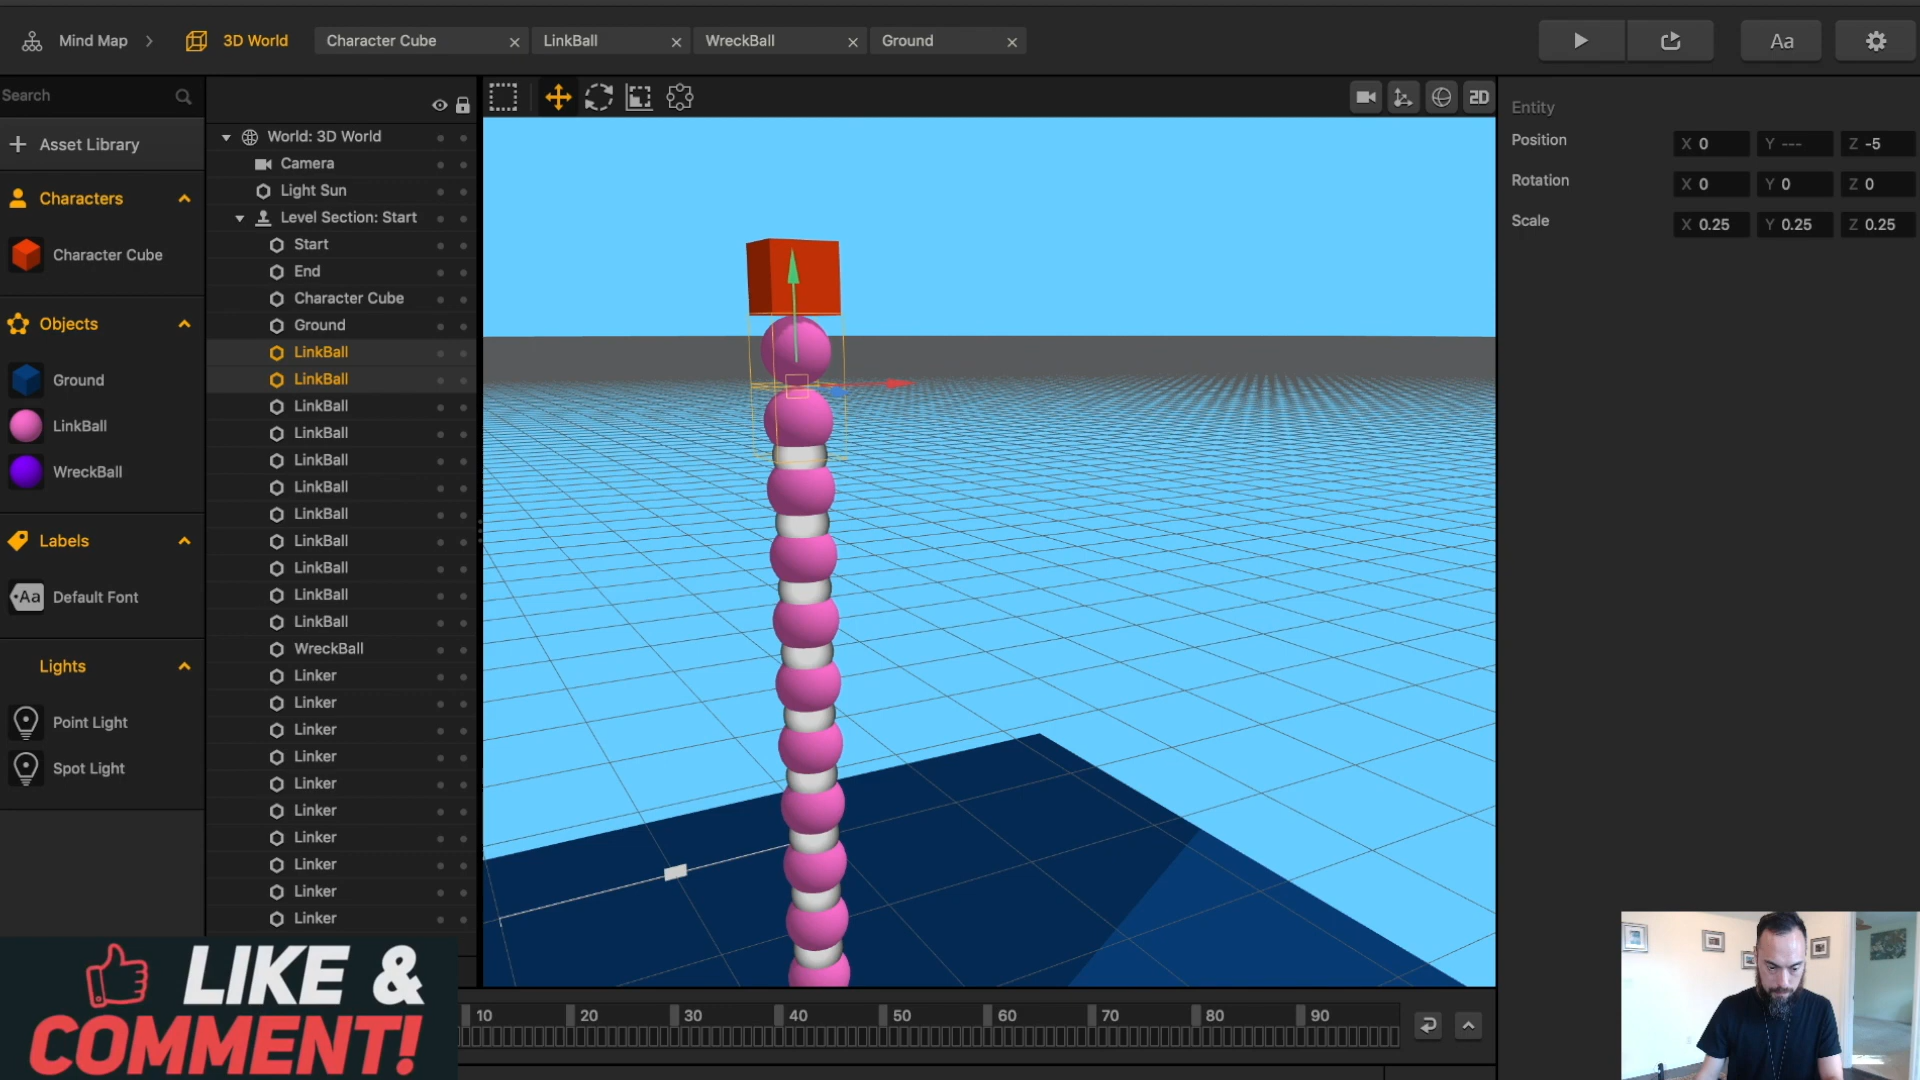 Mind Map
3D World
Character Cube
LinkBall
WreckBall
Ground
Aa
Search
Asset Library
Characters
Character Cube
Objects
Ground
LinkBall
WreckBall
Labels
Aa
Default Font
Lights
Point Light
Spot Light
World: 3D World
Camera
Light Sun
Level Section: Start
Start
End
Character Cube
Ground
LinkBall
LinkBall
LinkBall
LinkBall
LinkBall
LinkBall
LinkBall
LinkBall
LinkBall
LinkBall
LinkBall
WreckBall
Linker
Linker
Linker
Linker
Linker
Linker
Linker
Linker
Linker
Linker
2D
Entity
Position X 0 Y --- Z -5
Rotation X 0 Y 0 Z 0
Scale X 0.25 Y 0.25 Z 0.25
10 20 30 40 50 60 70 80 90
LIKE &
COMMENT!